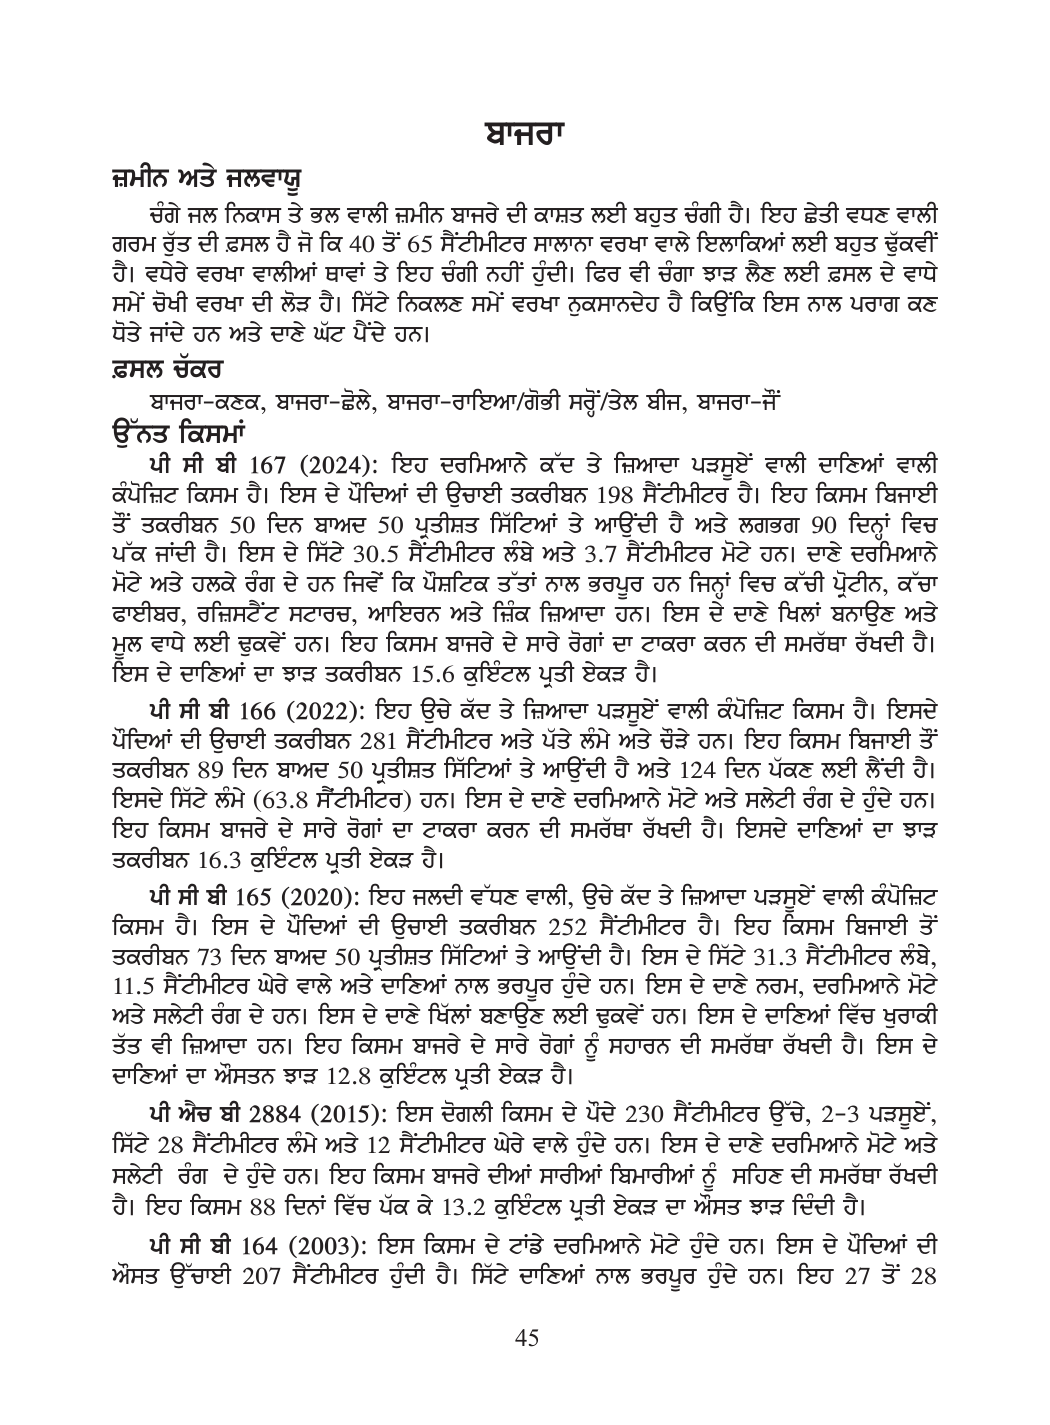 ਬਾਜਰਾ
ਜ਼ਮੀਨ ਅਤੇ ਜਲਵਾਯੂ
ਚੰਗੇ ਜਲ ਨਿਕਾਸ ਤੇ ਭਲ ਵਾਲੀ ਜ਼ਮੀਨ ਬਾਜਰੇ ਦੀ ਕਾਸ਼ਤ ਲਈ ਬਹੁਤ ਚੰਗੀ ਹੈ। ਇਹ ਛੇਤੀ ਵਧਣ ਵਾਲੀ
ਗਰਮ ਰੁੱਤ ਦੀ ਫ਼ਸਲ ਹੈ ਜੋ ਕਿ 40 ਤੋਂ 65 ਸੈਂਟੀਮੀਟਰ ਸਾਲਾਨਾ ਵਰਖਾ ਵਾਲੇ ਇਲਾਕਿਆਂ ਲਈ ਬਹੁਤ ਢੁੱਕਵੀਂ
ਹੈ। ਵਧੇਰੇ ਵਰਖਾ ਵਾਲੀਆਂ ਥਾਵਾਂ ਤੇ ਇਹ ਚੰਗੀ ਨਹੀਂ ਹੁੰਦੀ। ਫਿਰ ਵੀ ਚੰਗਾ ਝਾੜ ਲੈਣ ਲਈ ਫ਼ਸਲ ਦੇ ਵਾਧੇ
ਸਮੇਂ ਚੋਖੀ ਵਰਖਾ ਦੀ ਲੋੜ ਹੈ। ਸਿੱਟੇ ਨਿਕਲਣ ਸਮੇਂ ਵਰਖਾ ਨੁਕਸਾਨਦੇਹ ਹੈ ਕਿਉਂਕਿ ਇਸ ਨਾਲ ਪਰਾਗ ਕਣ
ਧੋਤੇ ਜਾਂਦੇ ਹਨ ਅਤੇ ਦਾਣੇ ਘੱਟ ਪੈਂਦੇ ਹਨ।
ਫ਼ਸਲ ਚੱਕਰ
ਬਾਜਰਾ-ਕਣਕ, ਬਾਜਰਾ-ਛੋਲੇ, ਬਾਜਰਾ-ਰਾਇਆ/ਗੋਭੀ ਸਰ੍ਹੋਂ/ਤੇਲ ਬੀਜ, ਬਾਜਰਾ-ਜੌਂ
ਉੱਨਤ ਕਿਸਮਾਂ
ਪੀ ਸੀ ਬੀ 167 (2024): ਇਹ ਦਰਮਿਆਨੇ ਕੱਦ ਤੇ ਜ਼ਿਆਦਾ ਪੜਸੂਏਂ ਵਾਲੀ ਦਾਣਿਆਂ ਵਾਲੀ
ਕੰਪੋਜ਼ਿਟ ਕਿਸਮ ਹੈ। ਇਸ ਦੇ ਪੌਦਿਆਂ ਦੀ ਉਚਾਈ ਤਕਰੀਬਨ 198 ਸੈਂਟੀਮੀਟਰ ਹੈ। ਇਹ ਕਿਸਮ ਬਿਜਾਈ
ਤੋਂ ਤਕਰੀਬਨ 50 ਦਿਨ ਬਾਅਦ 50 ਪ੍ਰਤੀਸ਼ਤ ਸਿੱਟਿਆਂ ਤੇ ਆਉਂਦੀ ਹੈ ਅਤੇ ਲਗਭਗ 90 ਦਿਨ੍ਹਾਂ ਵਿਚ
ਪੱਕ ਜਾਂਦੀ ਹੈ। ਇਸ ਦੇ ਸਿੱਟੇ 30.5 ਸੈਂਟੀਮੀਟਰ ਲੰਬੇ ਅਤੇ 3.7 ਸੈਂਟੀਮੀਟਰ ਮੋਟੇ ਹਨ। ਦਾਣੇ ਦਰਮਿਆਨੇ
ਮੋਟੇ ਅਤੇ ਹਲਕੇ ਰੰਗ ਦੇ ਹਨ ਜਿਵੇਂ ਕਿ ਪੌਸ਼ਟਿਕ ਤੱਤਾਂ ਨਾਲ ਭਰਪੂਰ ਹਨ ਜਿਨ੍ਹਾਂ ਵਿਚ ਕੱਚੀ ਪ੍ਰੋਟੀਨ, ਕੱਚਾ
ਫਾਈਬਰ, ਰਜ਼ਿਸਟੈਂਟ ਸਟਾਰਚ, ਆਇਰਨ ਅਤੇ ਜ਼ਿੰਕ ਜ਼ਿਆਦਾ ਹਨ। ਇਸ ਦੇ ਦਾਣੇ ਖਿਲਾਂ ਬਨਾਉਣ ਅਤੇ
ਮੂਲ ਵਾਧੇ ਲਈ ਢੁਕਵੇਂ ਹਨ। ਇਹ ਕਿਸਮ ਬਾਜਰੇ ਦੇ ਸਾਰੇ ਰੋਗਾਂ ਦਾ ਟਾਕਰਾ ਕਰਨ ਦੀ ਸਮਰੱਥਾ ਰੱਖਦੀ ਹੈ।
ਇਸ ਦੇ ਦਾਣਿਆਂ ਦਾ ਝਾੜ ਤਕਰੀਬਨ 15.6 ਕੁਇੰਟਲ ਪ੍ਰਤੀ ਏਕੜ ਹੈ।
ਪੀ ਸੀ ਬੀ 166 (2022): ਇਹ ਉਚੇ ਕੱਦ ਤੇ ਜ਼ਿਆਦਾ ਪੜਸੂਏਂ ਵਾਲੀ ਕੰਪੋਜ਼ਿਟ ਕਿਸਮ ਹੈ। ਇਸਦੇ
ਪੌਦਿਆਂ ਦੀ ਉਚਾਈ ਤਕਰੀਬਨ 281 ਸੈਂਟੀਮੀਟਰ ਅਤੇ ਪੱਤੇ ਲੰਮੇ ਅਤੇ ਚੌੜੇ ਹਨ। ਇਹ ਕਿਸਮ ਬਿਜਾਈ ਤੋਂ
ਤਕਰੀਬਨ 89 ਦਿਨ ਬਾਅਦ 50 ਪ੍ਰਤੀਸ਼ਤ ਸਿੱਟਿਆਂ ਤੇ ਆਉਂਦੀ ਹੈ ਅਤੇ 124 ਦਿਨ ਪੱਕਣ ਲਈ ਲੈਂਦੀ ਹੈ।
ਇਸਦੇ ਸਿੱਟੇ ਲੰਮੇ (63.8 ਸੈਂਟੀਮੀਟਰ) ਹਨ। ਇਸ ਦੇ ਦਾਣੇ ਦਰਮਿਆਨੇ ਮੋਟੇ ਅਤੇ ਸਲੇਟੀ ਰੰਗ ਦੇ ਹੁੰਦੇ ਹਨ।
ਇਹ ਕਿਸਮ ਬਾਜਰੇ ਦੇ ਸਾਰੇ ਰੋਗਾਂ ਦਾ ਟਾਕਰਾ ਕਰਨ ਦੀ ਸਮਰੱਥਾ ਰੱਖਦੀ ਹੈ। ਇਸਦੇ ਦਾਣਿਆਂ ਦਾ ਝਾੜ
ਤਕਰੀਬਨ 16.3 ਕੁਇੰਟਲ ਪ੍ਰਤੀ ਏਕੜ ਹੈ।
ਪੀ ਸੀ ਬੀ 165 (2020): ਇਹ ਜਲਦੀ ਵੱਧਣ ਵਾਲੀ, ਉਚੇ ਕੱਦ ਤੇ ਜ਼ਿਆਦਾ ਪੜਸੂਏਂ ਵਾਲੀ ਕੰਪੋਜ਼ਿਟ
ਕਿਸਮ ਹੈ। ਇਸ ਦੇ ਪੌਦਿਆਂ ਦੀ ਉਚਾਈ ਤਕਰੀਬਨ 252 ਸੈਂਟੀਮੀਟਰ ਹੈ। ਇਹ ਕਿਸਮ ਬਿਜਾਈ ਤੋਂ
ਤਕਰੀਬਨ 73 ਦਿਨ ਬਾਅਦ 50 ਪ੍ਰਤੀਸ਼ਤ ਸਿੱਟਿਆਂ ਤੇ ਆਉਂਦੀ ਹੈ। ਇਸ ਦੇ ਸਿੱਟੇ 31.3 ਸੈਂਟੀਮੀਟਰ ਲੰਬੇ,
11.5 ਸੈਂਟੀਮੀਟਰ ਘੇਰੇ ਵਾਲੇ ਅਤੇ ਦਾਣਿਆਂ ਨਾਲ ਭਰਪੂਰ ਹੁੰਦੇ ਹਨ। ਇਸ ਦੇ ਦਾਣੇ ਨਰਮ, ਦਰਮਿਆਨੇ ਮੋਟੇ
ਅਤੇ ਸਲੇਟੀ ਰੰਗ ਦੇ ਹਨ। ਇਸ ਦੇ ਦਾਣੇ ਖਿੱਲਾਂ ਬਣਾਉਣ ਲਈ ਢੁਕਵੇਂ ਹਨ। ਇਸ ਦੇ ਦਾਣਿਆਂ ਵਿੱਚ ਖੁਰਾਕੀ
ਤੱਤ ਵੀ ਜ਼ਿਆਦਾ ਹਨ। ਇਹ ਕਿਸਮ ਬਾਜਰੇ ਦੇ ਸਾਰੇ ਰੋਗਾਂ ਨੂੰ ਸਹਾਰਨ ਦੀ ਸਮਰੱਥਾ ਰੱਖਦੀ ਹੈ। ਇਸ ਦੇ
ਦਾਣਿਆਂ ਦਾ ਔਸਤਨ ਝਾੜ 12.8 ਕੁਇੰਟਲ ਪ੍ਰਤੀ ਏਕੜ ਹੈ।
ਪੀ ਐਚ ਬੀ 2884 (2015): ਇਸ ਦੋਗਲੀ ਕਿਸਮ ਦੇ ਪੌਦੇ 230 ਸੈਂਟੀਮੀਟਰ ਉੱਚੇ, 2-3 ਪੜਸੂਏਂ,
ਸਿੱਟੇ 28 ਸੈਂਟੀਮੀਟਰ ਲੰਮੇ ਅਤੇ 12 ਸੈਂਟੀਮੀਟਰ ਘੇਰੇ ਵਾਲੇ ਹੁੰਦੇ ਹਨ। ਇਸ ਦੇ ਦਾਣੇ ਦਰਮਿਆਨੇ ਮੋਟੇ ਅਤੇ
ਸਲੇਟੀ ਰੰਗ ਦੇ ਹੁੰਦੇ ਹਨ। ਇਹ ਕਿਸਮ ਬਾਜਰੇ ਦੀਆਂ ਸਾਰੀਆਂ ਬਿਮਾਰੀਆਂ ਨੂੰ ਸਹਿਣ ਦੀ ਸਮਰੱਥਾ ਰੱਖਦੀ
ਹੈ। ਇਹ ਕਿਸਮ 88 ਦਿਨਾਂ ਵਿੱਚ ਪੱਕ ਕੇ 13.2 ਕੁਇੰਟਲ ਪ੍ਰਤੀ ਏਕੜ ਦਾ ਔਸਤ ਝਾੜ ਦਿੰਦੀ ਹੈ।
ਪੀ ਸੀ ਬੀ 164 (2003): ਇਸ ਕਿਸਮ ਦੇ ਟਾਂਡੇ ਦਰਮਿਆਨੇ ਮੋਟੇ ਹੁੰਦੇ ਹਨ। ਇਸ ਦੇ ਪੌਦਿਆਂ ਦੀ
ਔਸਤ ਉੱਚਾਈ 207 ਸੈਂਟੀਮੀਟਰ ਹੁੰਦੀ ਹੈ। ਸਿੱਟੇ ਦਾਣਿਆਂ ਨਾਲ ਭਰਪੂਰ ਹੁੰਦੇ ਹਨ। ਇਹ 27 ਤੋਂ 28
45